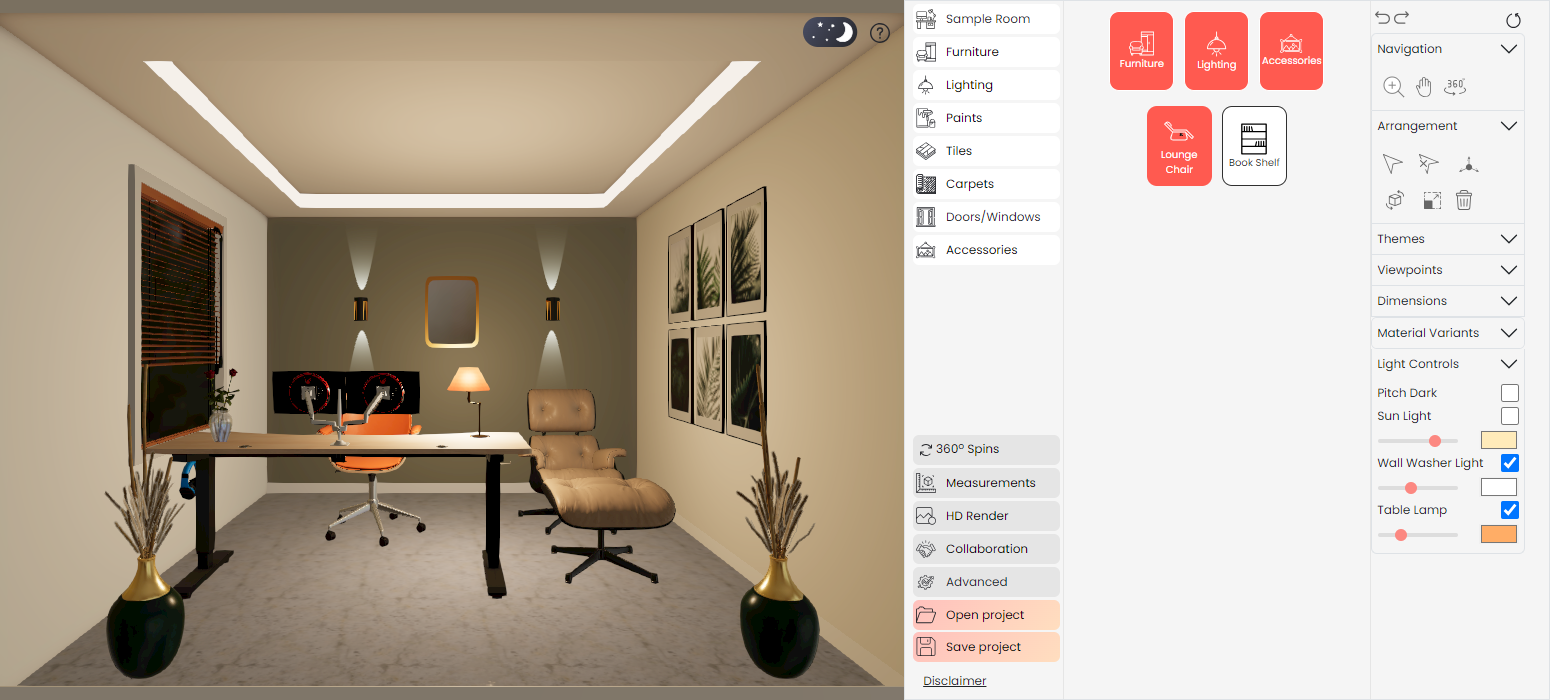 ?
Sample Room
Furniture
Lighting
Paints
Tiles
Carpets
Doors/Windows
Accessories
360° Spins
Measurements
HD Render
Collaboration
Advanced
Open project
Save project
Disclaimer
Furniture
Lighting
Accessories
Lounge
Chair
Book Shelf
Navigation
360°
Arrangement
Themes
Viewpoints
Dimensions
Material Variants
Light Controls
Pitch Dark
Sun Light
Wall Washer Light
Table Lamp